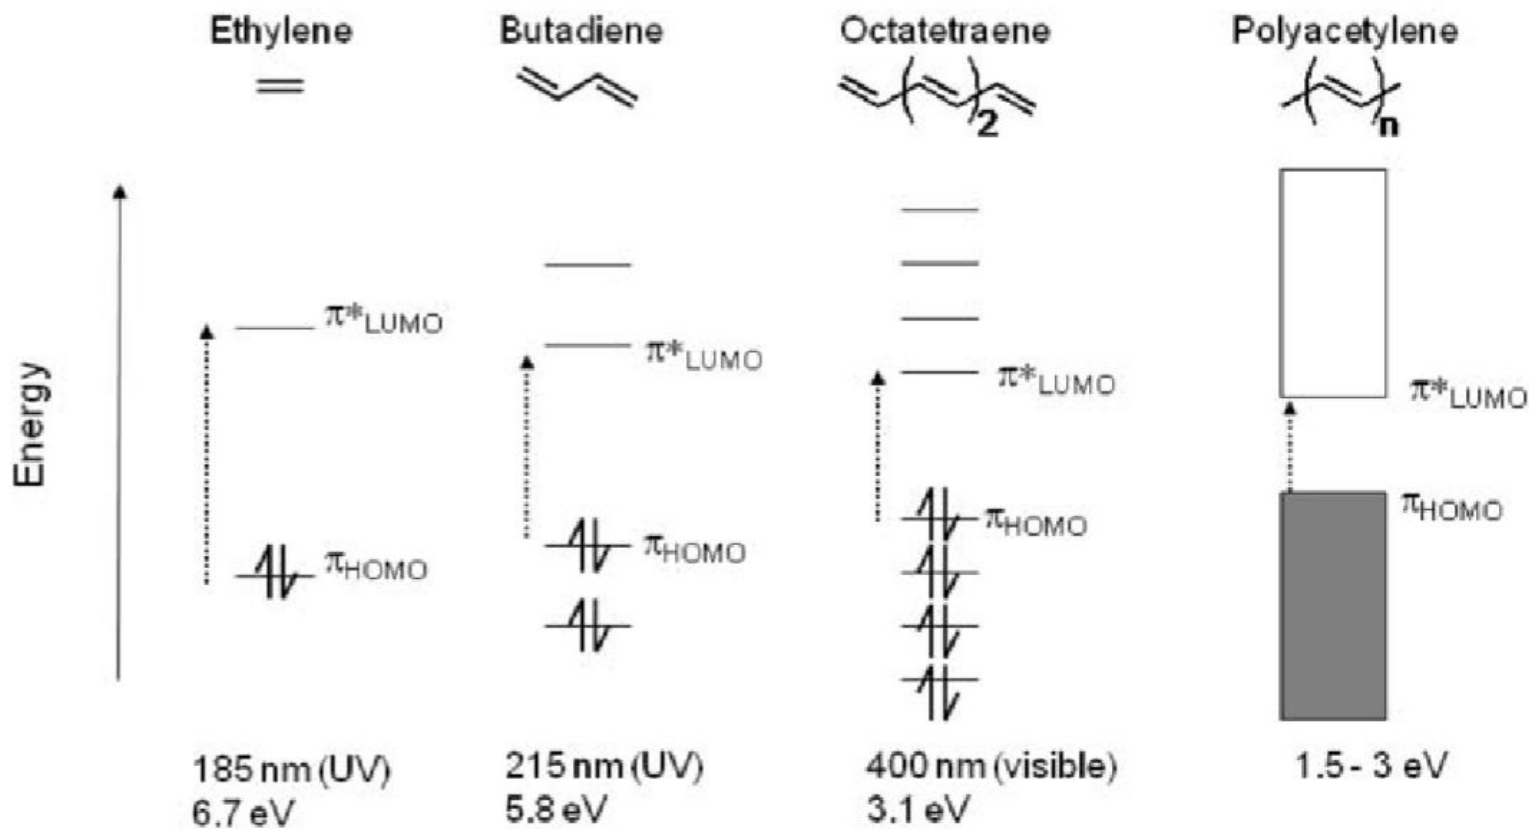 Ethylene
Butadiene
Octatetraene
Polyacetylene
2
n
Energy
π*LUMO
πHOMO
π*LUMO
πHOMO
π*LUMO
πHOMO
π*LUMO
πHOMO
185 nm (UV)
6.7 eV
215 nm (UV)
5.8 eV
400 nm (visible)
3.1 eV
1.5 - 3 eV